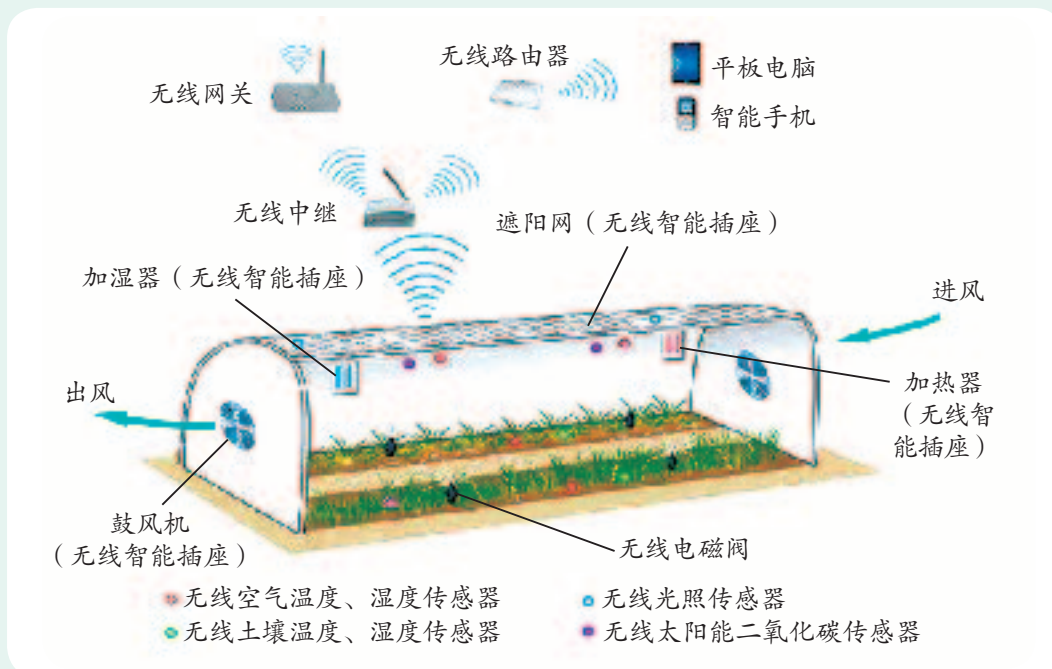 无线路由器
平板电脑
无线网关
智能手机
无线中继
遮阳网（无线智能插座）
加湿器（无线智能插座）
进风
出风
加热器
（无线智
能插座）
鼓风机
（无线智能插座）
无线电磁阀
无线空气温度、湿度传感器
无线光照传感器
无线土壤温度、湿度传感器
无线太阳能二氧化碳传感器